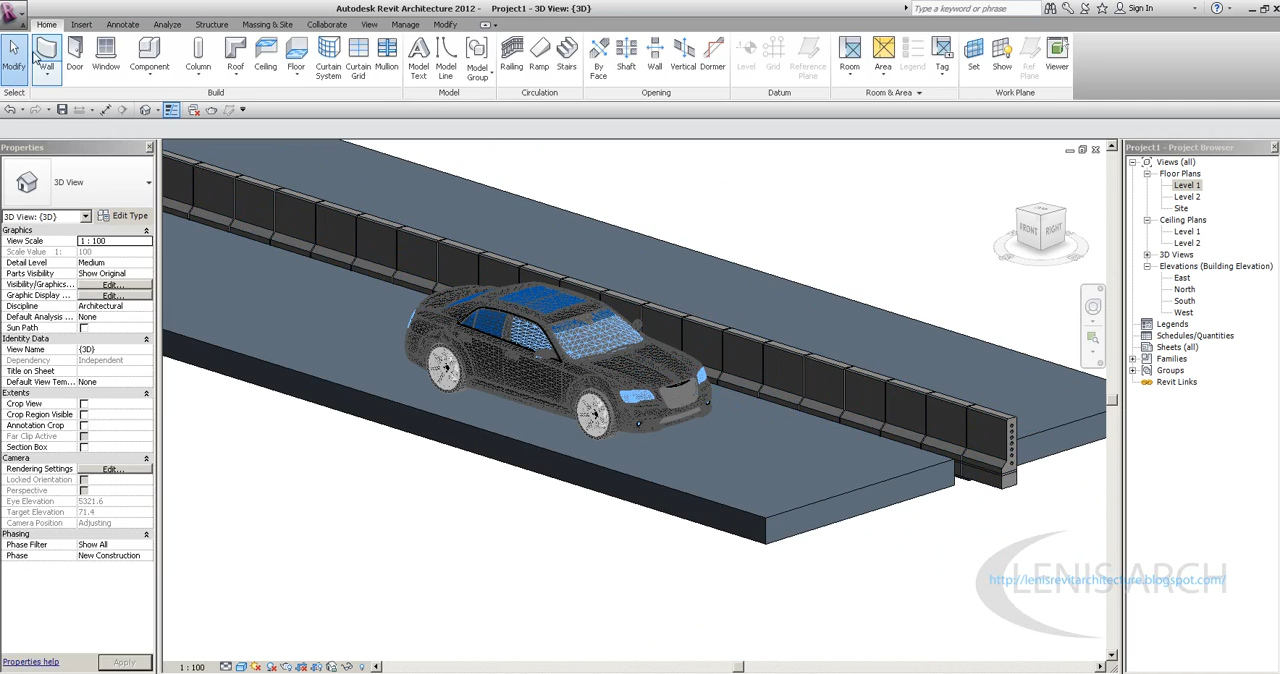 Autodesk Revit Architecture 2012 - Project1 - 3D View: {3D}
Type a keyword or phrase
Sign In
Home Insert Annotate Analyze Structure Massing & Site Collaborate View Manage Modify
Modify Wall Door Window Component Column Roof Ceiling Floor Curtain System Curtain Grid Mullion Model Text Model Line Model Group Railing Ramp Stairs By Face Shaft Wall Vertical Dormer Level Grid Reference Plane Room Area Legend Tag Set Show Ref Plane Viewer
Select Build Model Circulation Opening Datum Room & Area Work Plane
Properties
3D View
3D View: {3D} Edit Type
Graphics
View Scale 1 : 100
Scale Value 1: 100
Detail Level Medium
Parts Visibility Show Original
Visibility/Graphics... Edit...
Graphic Display ... Edit...
Discipline Architectural
Default Analysis ... None
Sun Path
Identity Data
View Name {3D}
Dependency Independent
Title on Sheet
Default View Tem... None
Extents
Crop View
Crop Region Visible
Annotation Crop
Far Clip Active
Section Box
Camera
Rendering Settings Edit...
Locked Orientation
Perspective
Eye Elevation 5321.6
Target Elevation 71.4
Camera Position Adjusting
Phasing
Phase Filter Show All
Phase New Construction
Properties help Apply
FRONT RIGHT
Project1 - Project Browser
Views (all)
Floor Plans
Level 1
Level 2
Site
Ceiling Plans
Level 1
Level 2
3D Views
Elevations (Building Elevation)
East
North
South
West
Legends
Schedules/Quantities
Sheets (all)
Families
Groups
Revit Links
LENIS ARCH
http://lenisrevitarchitecture.blogspot.com/
1 : 100